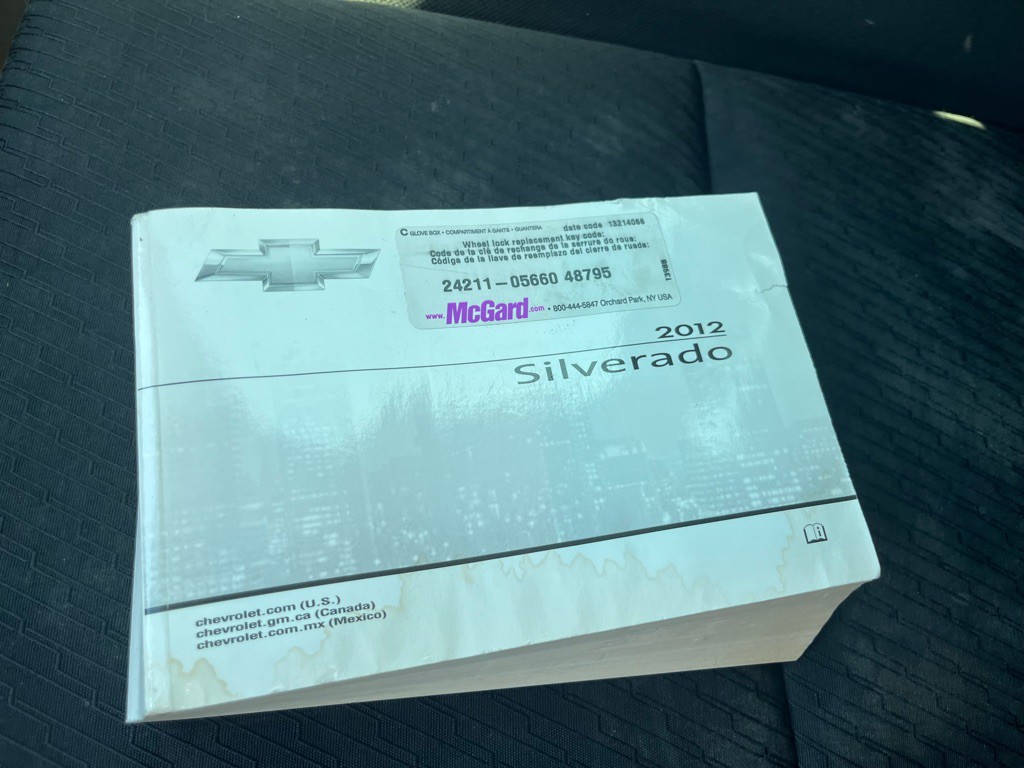 C GLOVE BOX • COMPARTIMENT À GANTS • GUANTERA date code 13214066
Wheel lock replacement key code:
Code de la clé de rechange de la serrure de roue:
Código de la llave de reemplazo del cierre de rueda:
24211-05660 48795
www.McGard.com • 800-444-5847 Orchard Park, NY USA
2012
Silverado
chevrolet.com (U.S.)
chevrolet.gm.ca (Canada)
chevrolet.com.mx (Mexico)